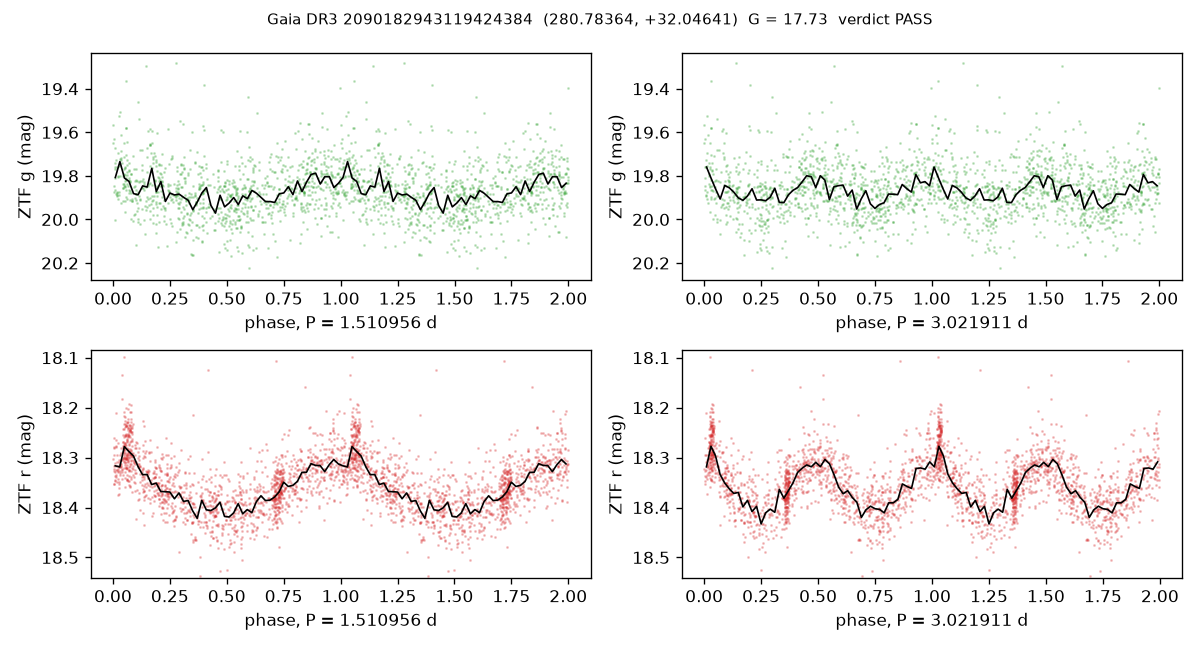 Gaia DR3 2090182943119424384 (280.78364, +32.04641) G = 17.73 verdict PASS
ZTF g (mag)
19.4
19.6
19.8
20.0
20.2
0.00 0.25 0.50 0.75 1.00 1.25 1.50 1.75 2.00
phase, P = 1.510956 d
ZTF g (mag)
19.4
19.6
19.8
20.0
20.2
0.00 0.25 0.50 0.75 1.00 1.25 1.50 1.75 2.00
phase, P = 3.021911 d
ZTF r (mag)
18.1
18.2
18.3
18.4
18.5
0.00 0.25 0.50 0.75 1.00 1.25 1.50 1.75 2.00
phase, P = 1.510956 d
ZTF r (mag)
18.1
18.2
18.3
18.4
18.5
0.00 0.25 0.50 0.75 1.00 1.25 1.50 1.75 2.00
phase, P = 3.021911 d